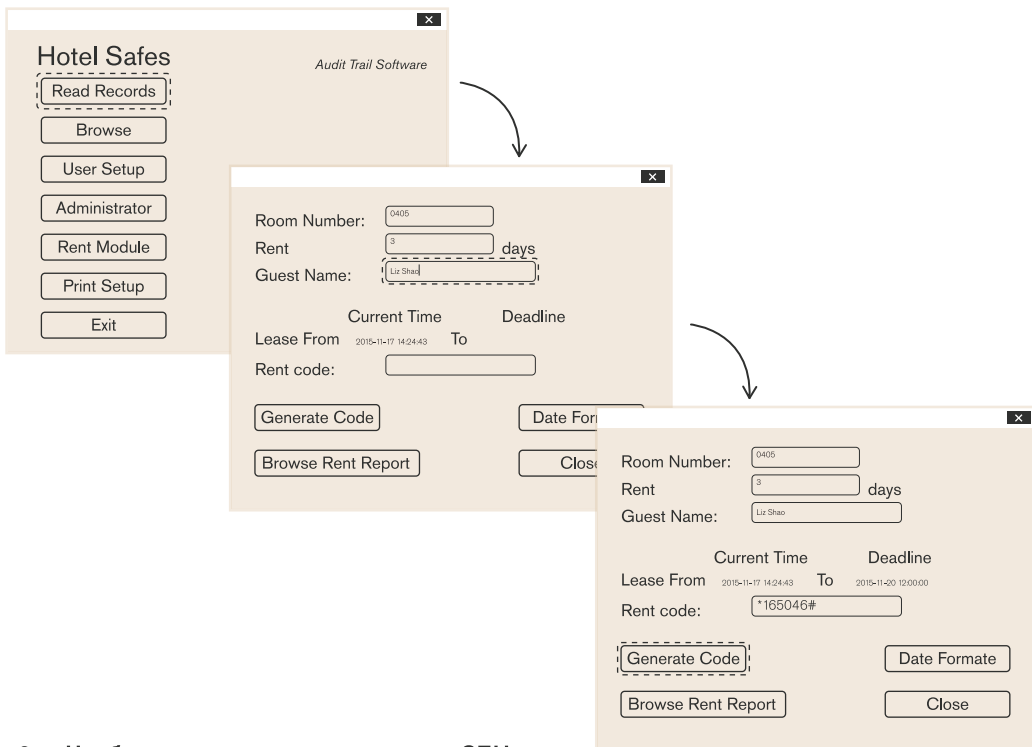 Hotel Safes
Audit Trail Software
Read Records
Browse
User Setup
Administrator
Rent Module
Print Setup
Exit
Room Number: 0405
Rent 3 days
Guest Name: Liz Shao
Current Time Deadline
Lease From 2015-11-17 14:24:43 To
Rent code:
Generate Code Date For
Browse Rent Report Close
Room Number: 0405
Rent 3 days
Guest Name: Liz Shao
Current Time Deadline
Lease From 2015-11-17 14:24:43 To 2015-11-20 12:00:00
Rent code: *165046#
Generate Code Date Formate
Browse Rent Report Close